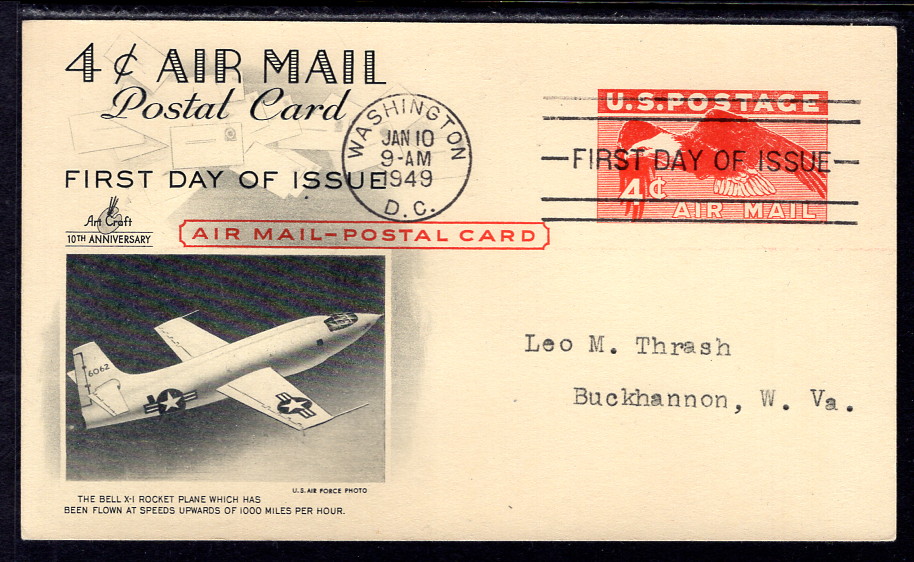 4¢ AIR MAIL
Postal Card
FIRST DAY OF ISSUE
Art Craft
10TH ANNIVERSARY
WASHINGTON
JAN 10
9-AM
1949
D.C.
U.S.POSTAGE
FIRST DAY OF ISSUE
4¢
AIR MAIL
AIR MAIL-POSTAL CARD
6062
U.S. AIR FORCE PHOTO
THE BELL X-1 ROCKET PLANE WHICH HAS
BEEN FLOWN AT SPEEDS UPWARDS OF 1000 MILES PER HOUR.
Leo M. Thrash
Buckhannon, W. Va.